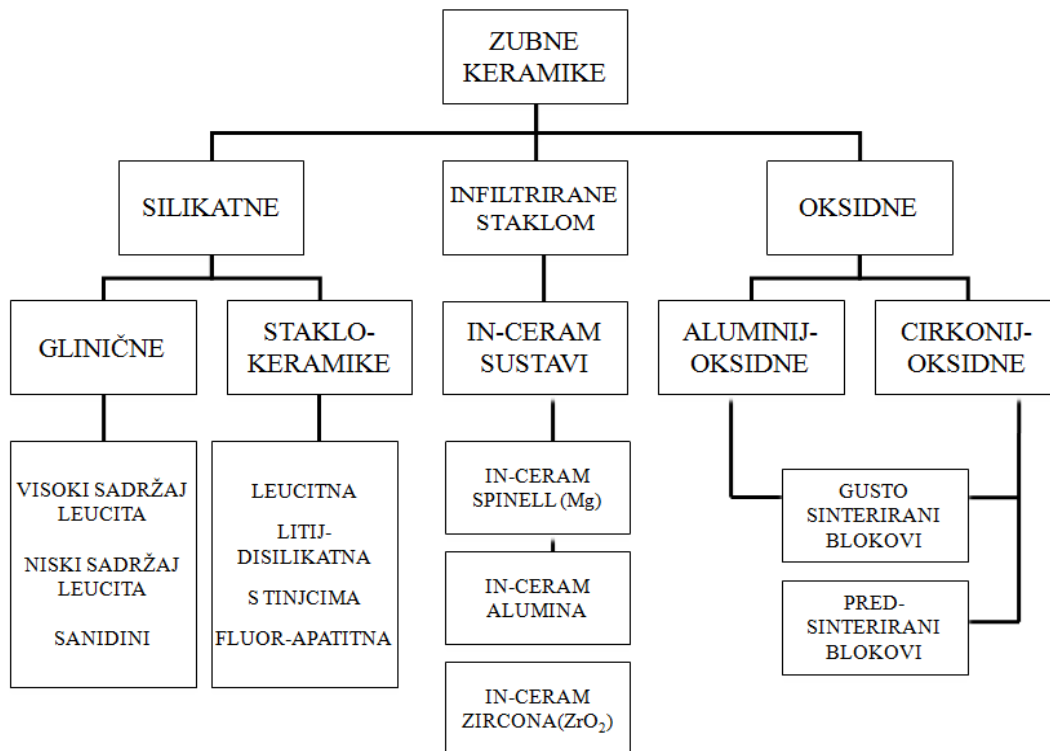 ZUBNE
KERAMIKE
SILIKATNE
INFILTRIRANE
STAKLOM
OKSIDNE
GLINIČNE
STAKLO-
KERAMIKE
IN-CERAM
SUSTAVI
ALUMINIJ-
OKSIDNE
CIRKONIJ-
OKSIDNE
VISOKI SADRŽAJ
LEUCITA
NISKI SADRŽAJ
LEUCITA
SANIDINI
LEUCITNA
LITIJ-
DISILIKATNA
S TINJCIMA
FLUOR-APATITNA
IN-CERAM
SPINELL (Mg)
IN-CERAM
ALUMINA
IN-CERAM
ZIRCONA(ZrO₂)
GUSTO
SINTERIRANI
BLOKOVI
PRED-
SINTERIRANI
BLOKOVI